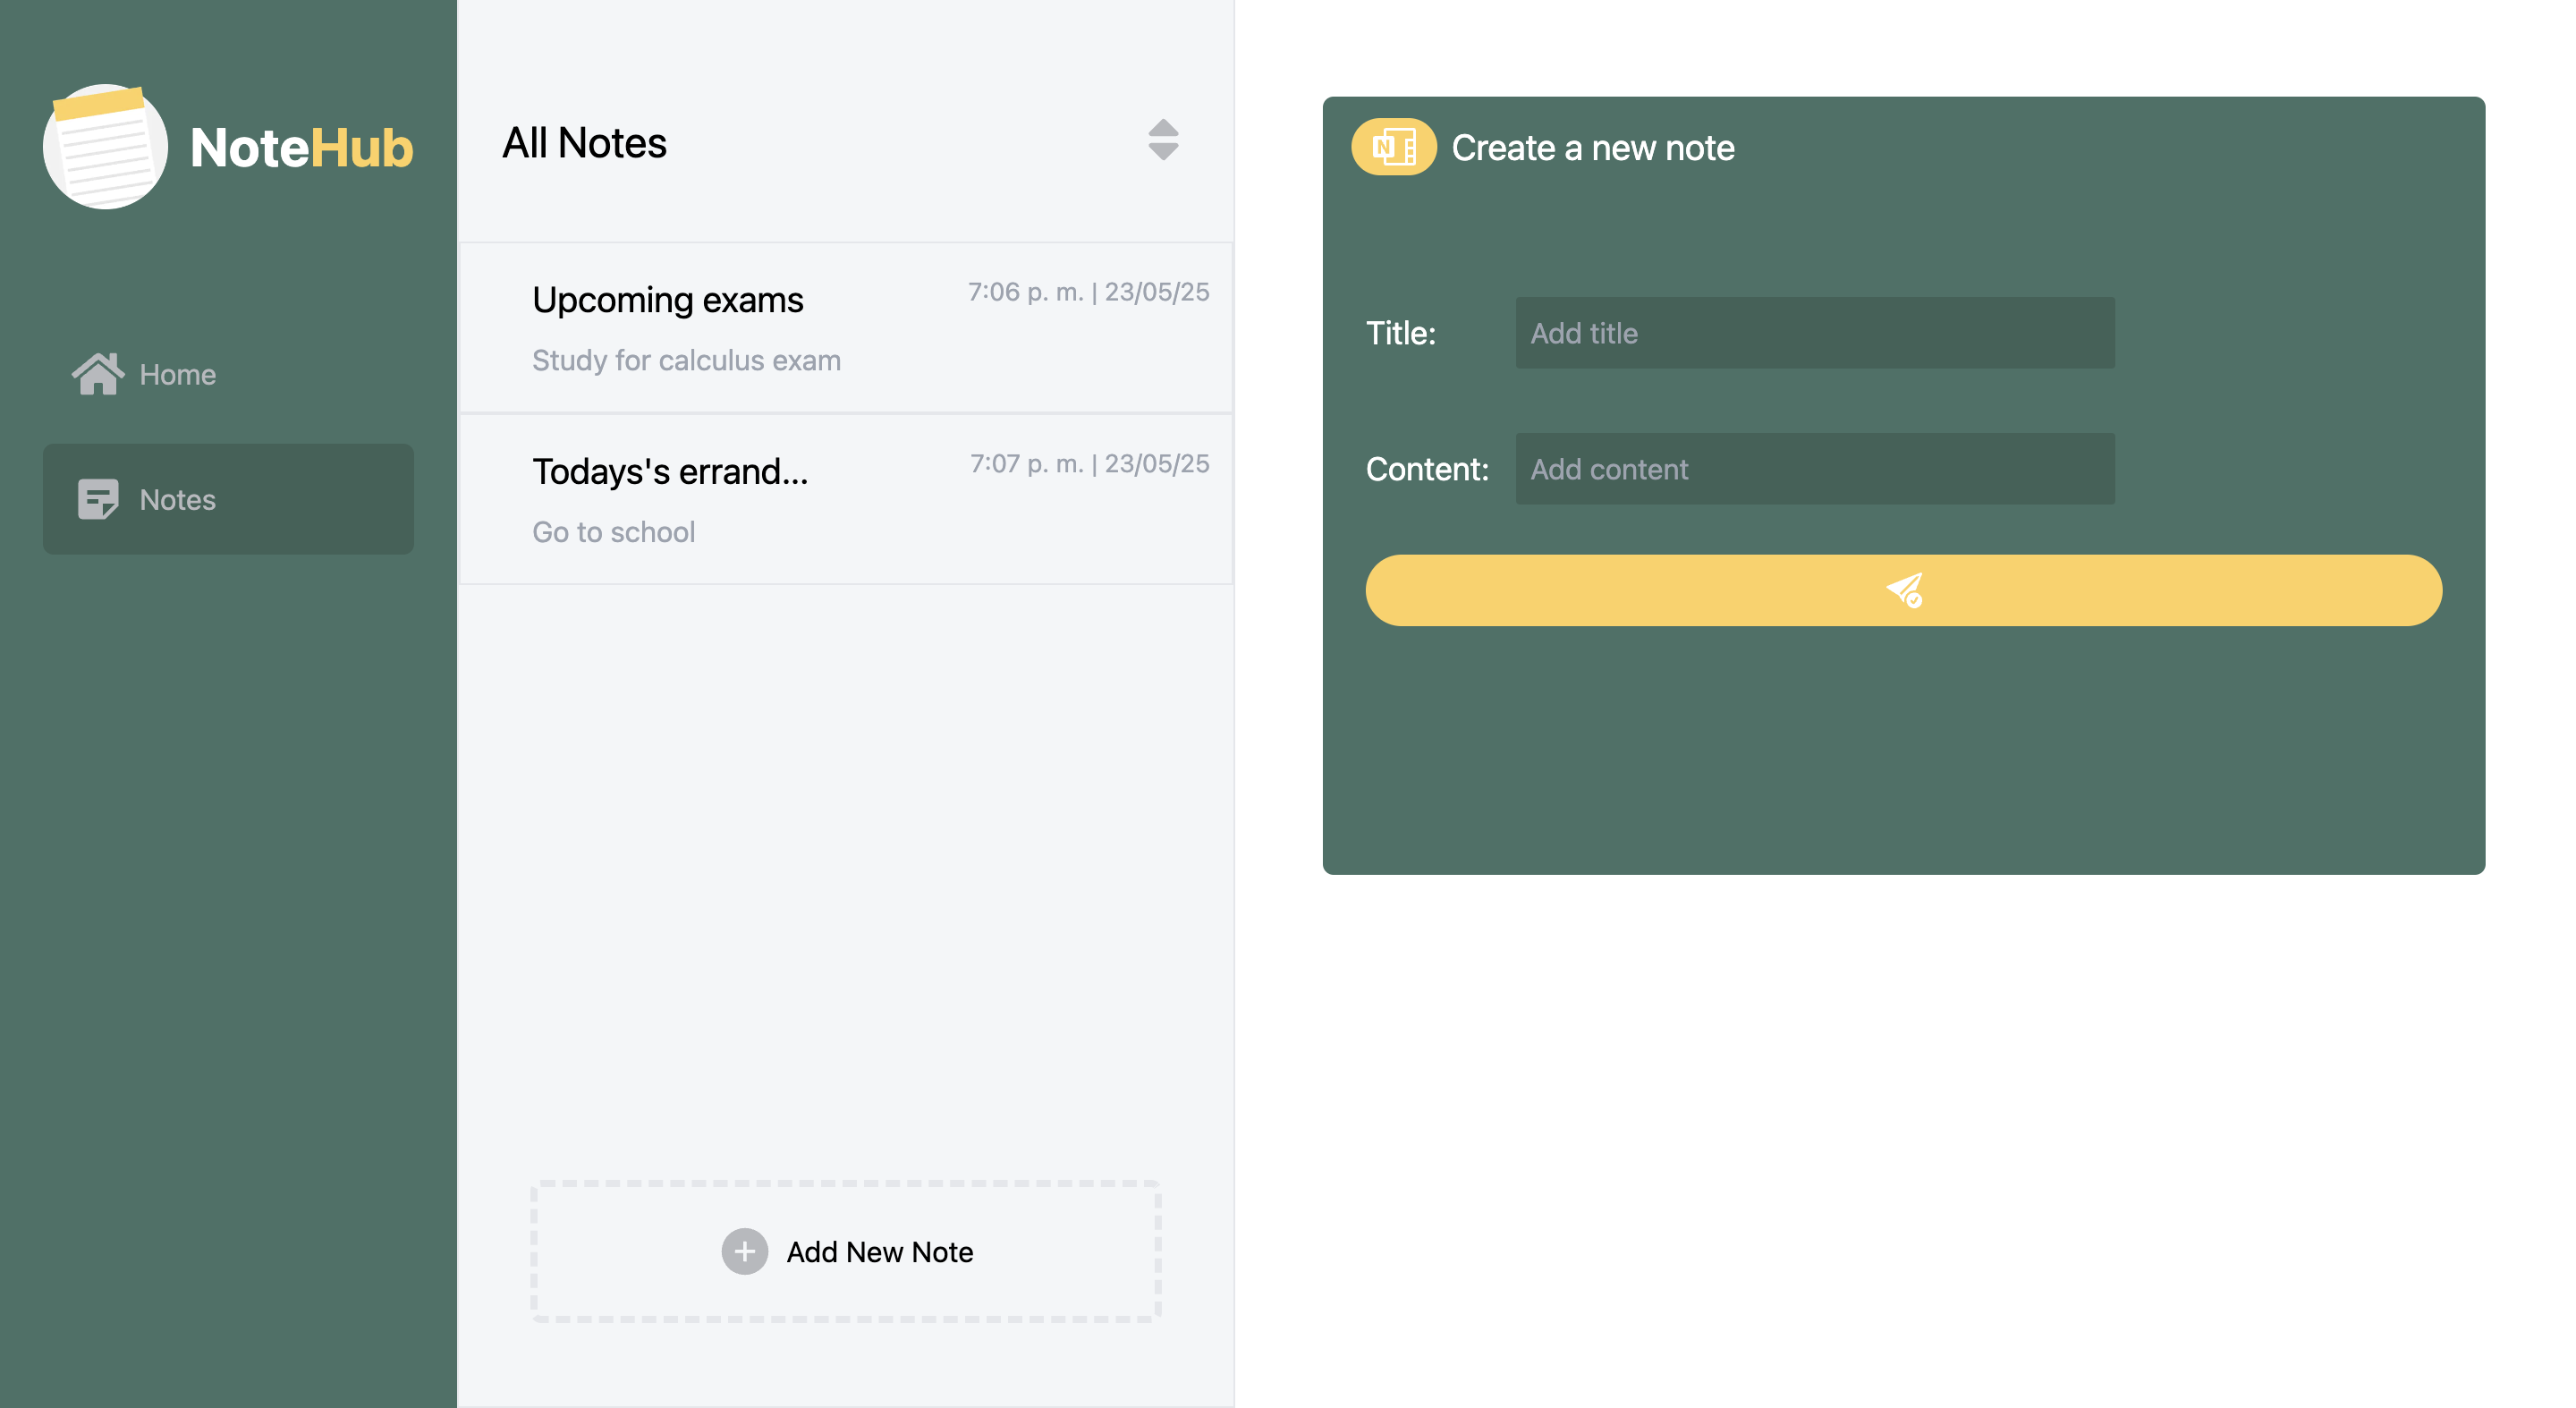 NoteHub
Home
Notes
All Notes
Upcoming exams
7:06 p. m. | 23/05/25
Study for calculus exam
Todays's errand...
7:07 p. m. | 23/05/25
Go to school
Add New Note
N
Create a new note
Title:
Add title
Content:
Add content